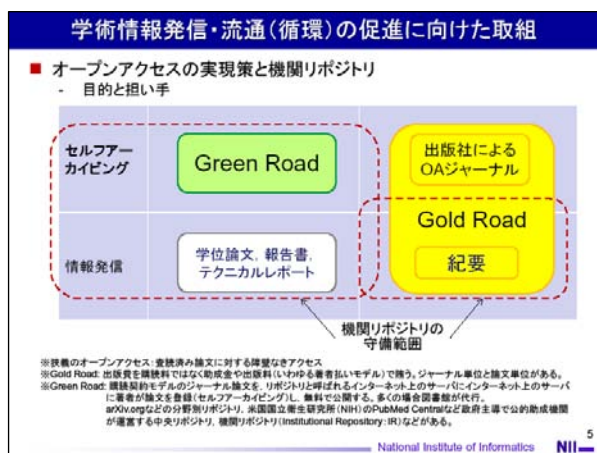 学術情報発信・流通(循環)の促進に向けた取組
■ オープンアクセスの実現策と機関リポジトリ
- 目的と担い手
セルフアー
カイビング
Green Road
出版社による
OAジャーナル
Gold Road
情報発信
学位論文, 報告書,
テクニカルレポート
紀要
機関リポジトリの
守備範囲
※狭義のオープンアクセス:査読済み論文に対する障壁なきアクセス
※Gold Road: 出版費を購読料ではなく助成金や出版料(いわゆる著者払いモデル)で賄う。ジャーナル単位と論文単位がある。
※Green Road: 購読契約モデルのジャーナル論文を、リポジトリと呼ばれるインターネット上のサーバにインターネット上のサーバ
に著者が論文を登録(セルフアーカイビング)し、無料で公開する。多くの場合図書館が代行。
arXiv.orgなどの分野別リポジトリ、米国国立衛生研究所(NIH)のPubMed Centralなど政府主導で公的助成機関
が運営する中央リポジトリ、機関リポジトリ(Institutional Repository: IR)などがある。
5
National Institute of Informatics NII